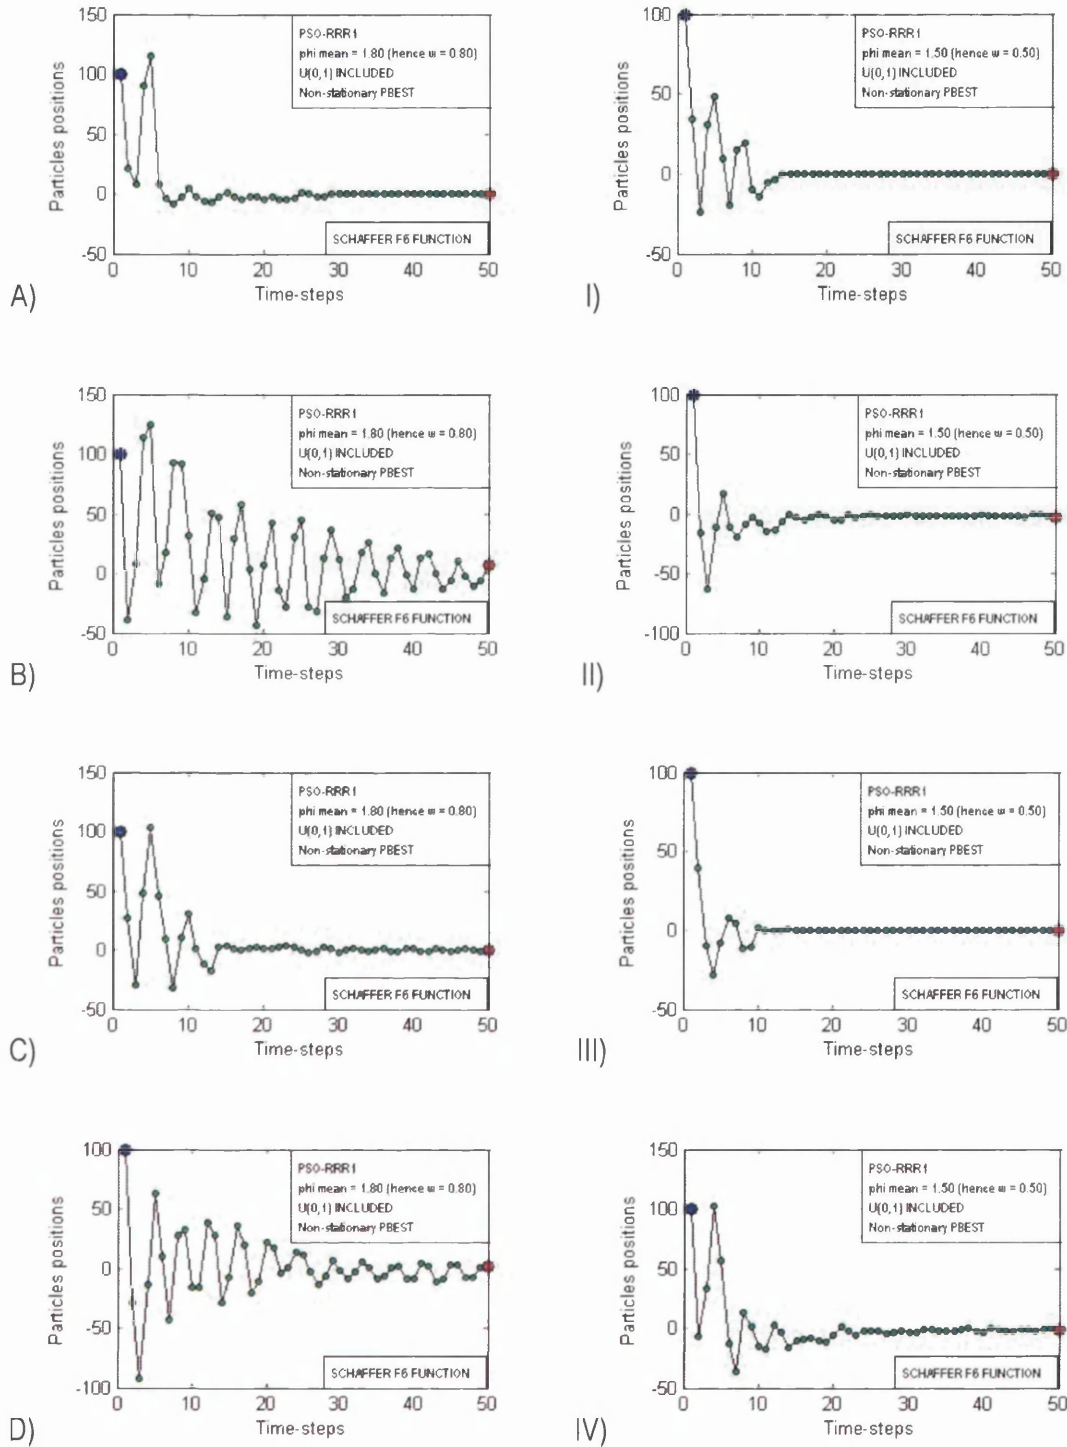 150
100
50
0
-50
Particles positions
PSO-RRR1
phi mean = 1.80 (hence w = 0.80)
U(0,1) INCLUDED
Non-stationary PBEST
SCHAFFER F6 FUNCTION
0 10 20 30 40 50
Time-steps
A)
100
50
0
-50
Particles positions
PSO-RRR1
phi mean = 1.50 (hence w = 0.50)
U(0,1) INCLUDED
Non-stationary PBEST
SCHAFFER F6 FUNCTION
0 10 20 30 40 50
Time-steps
I)
150
100
50
0
-50
Particles positions
PSO-RRR1
phi mean = 1.80 (hence w = 0.80)
U(0,1) INCLUDED
Non-stationary PBEST
SCHAFFER F6 FUNCTION
0 10 20 30 40 50
Time-steps
B)
100
50
0
-50
-100
Particles positions
PSO-RRR1
phi mean = 1.50 (hence w = 0.50)
U(0,1) INCLUDED
Non-stationary PBEST
SCHAFFER F6 FUNCTION
0 10 20 30 40 50
Time-steps
II)
150
100
50
0
-50
Particles positions
PSO-RRR1
phi mean = 1.80 (hence w = 0.80)
U(0,1) INCLUDED
Non-stationary PBEST
SCHAFFER F6 FUNCTION
0 10 20 30 40 50
Time-steps
C)
100
50
0
-50
Particles positions
PSO-RRR1
phi mean = 1.50 (hence w = 0.50)
U(0,1) INCLUDED
Non-stationary PBEST
SCHAFFER F6 FUNCTION
0 10 20 30 40 50
Time-steps
III)
100
50
0
-50
-100
Particles positions
PSO-RRR1
phi mean = 1.80 (hence w = 0.80)
U(0,1) INCLUDED
Non-stationary PBEST
SCHAFFER F6 FUNCTION
0 10 20 30 40 50
Time-steps
D)
150
100
50
0
-50
Particles positions
PSO-RRR1
phi mean = 1.50 (hence w = 0.50)
U(0,1) INCLUDED
Non-stationary PBEST
SCHAFFER F6 FUNCTION
0 10 20 30 40 50
Time-steps
IV)